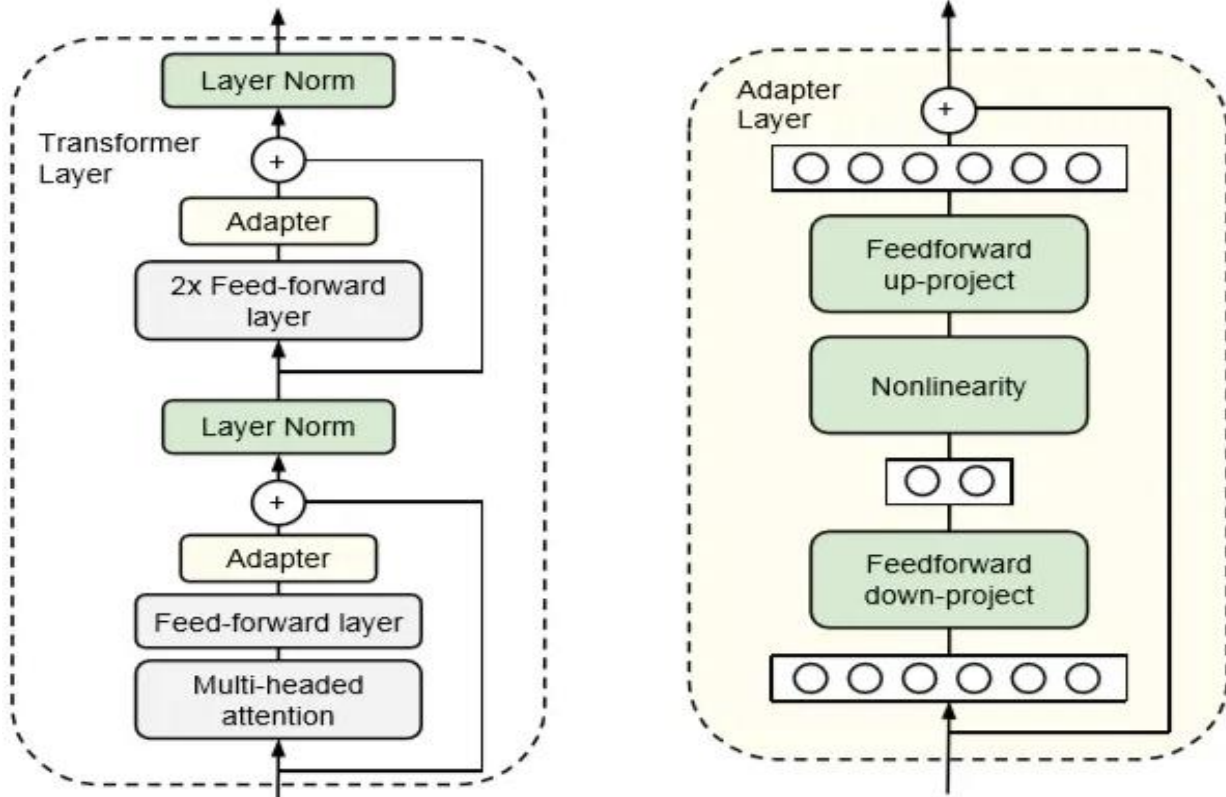 Layer Norm
Transformer
Layer
+
Adapter
2x Feed-forward
layer
Layer Norm
+
Adapter
Feed-forward layer
Multi-headed
attention
Adapter
Layer
+
Feedforward
up-project
Nonlinearity
Feedforward
down-project